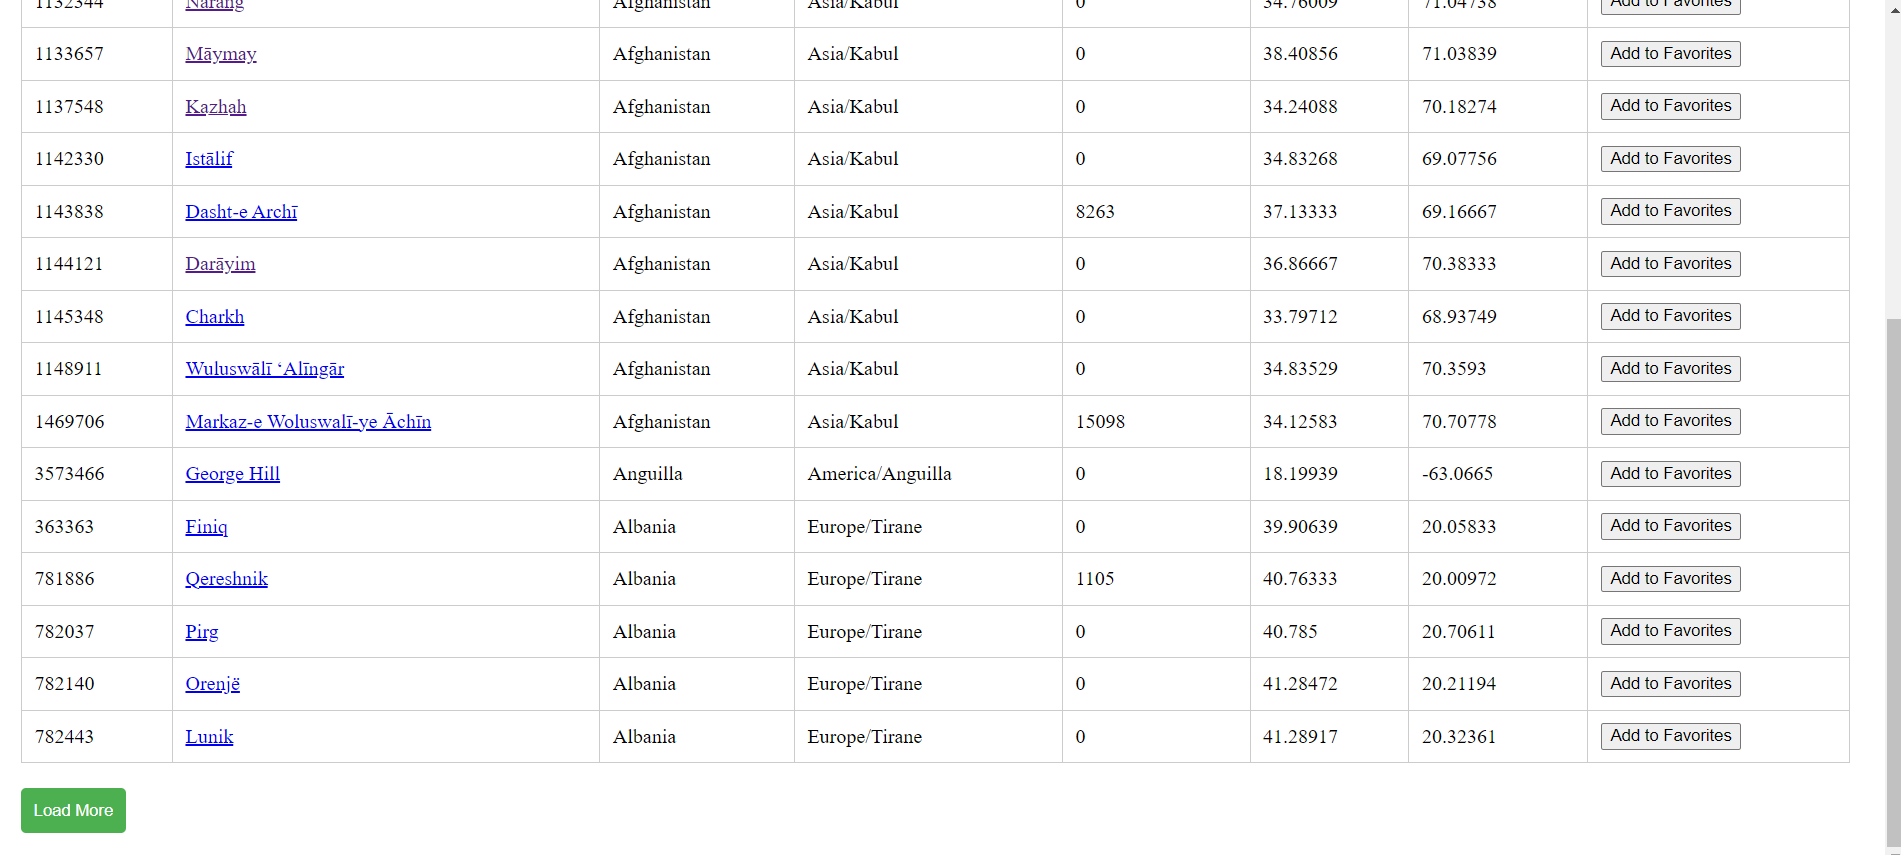 1132344 Narang Afghanistan Asia/Kabul 0 34.76009 71.04738 Add to Favorites
1133657 Māymay Afghanistan Asia/Kabul 0 38.40856 71.03839 Add to Favorites
1137548 Kaz̧hạh Afghanistan Asia/Kabul 0 34.24088 70.18274 Add to Favorites
1142330 Istālif Afghanistan Asia/Kabul 0 34.83268 69.07756 Add to Favorites
1143838 Dasht-e Archī Afghanistan Asia/Kabul 8263 37.13333 69.16667 Add to Favorites
1144121 Darāyim Afghanistan Asia/Kabul 0 36.86667 70.38333 Add to Favorites
1145348 Charkh Afghanistan Asia/Kabul 0 33.79712 68.93749 Add to Favorites
1148911 Wuluswālī ‘Alīngār Afghanistan Asia/Kabul 0 34.83529 70.3593 Add to Favorites
1469706 Markaz-e Woluswalī-ye Āchīn Afghanistan Asia/Kabul 15098 34.12583 70.70778 Add to Favorites
3573466 George Hill Anguilla America/Anguilla 0 18.19939 -63.0665 Add to Favorites
363363 Finiq Albania Europe/Tirane 0 39.90639 20.05833 Add to Favorites
781886 Qereshnik Albania Europe/Tirane 1105 40.76333 20.00972 Add to Favorites
782037 Pirg Albania Europe/Tirane 0 40.785 20.70611 Add to Favorites
782140 Orenjë Albania Europe/Tirane 0 41.28472 20.21194 Add to Favorites
782443 Lunik Albania Europe/Tirane 0 41.28917 20.32361 Add to Favorites
Load More